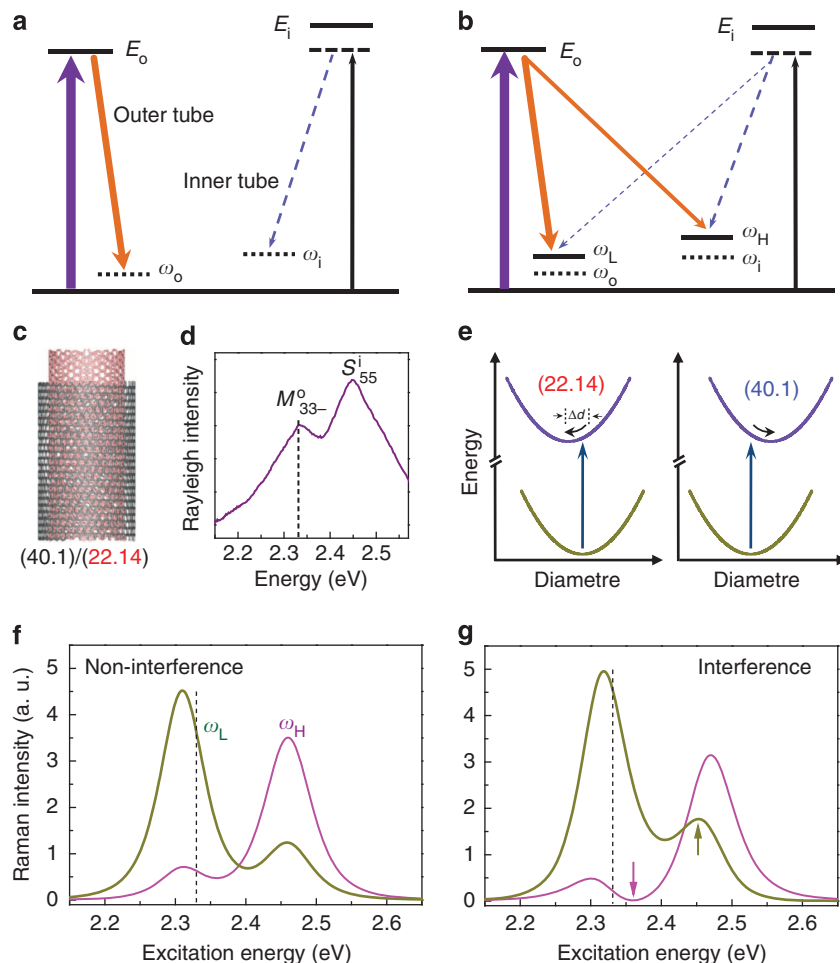 a
E_o
E_i
Outer tube
Inner tube
ω_o
ω_i
b
E_o
E_i
ω_L
ω_o
ω_H
ω_i
c
(40.1)/(22.14)
d
Rayleigh intensity
M^o_33–
S^i_55
2.2 2.3 2.4 2.5
Energy (eV)
e
Energy
(22.14)
Δd
Diametre
(40.1)
Diametre
f
Raman intensity (a. u.)
5
4
3
2
1
0
Non-interference
ω_L
ω_H
2.2 2.3 2.4 2.5 2.6
Excitation energy (eV)
g
5
4
3
2
1
0
Interference
2.2 2.3 2.4 2.5 2.6
Excitation energy (eV)